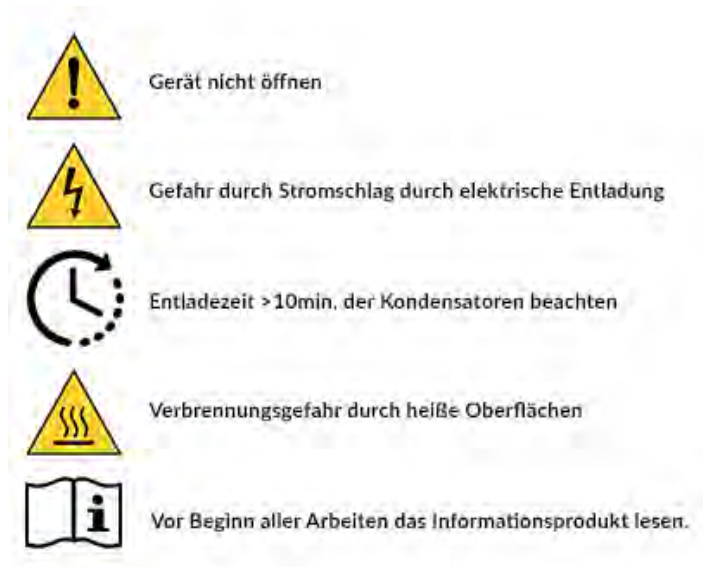 Gerät nicht öffnen
Gefahr durch Stromschlag durch elektrische Entladung
Entladezeit >10min. der Kondensatoren beachten
Verbrennungsgefahr durch heiße Oberflächen
Vor Beginn aller Arbeiten das Informationsprodukt lesen.